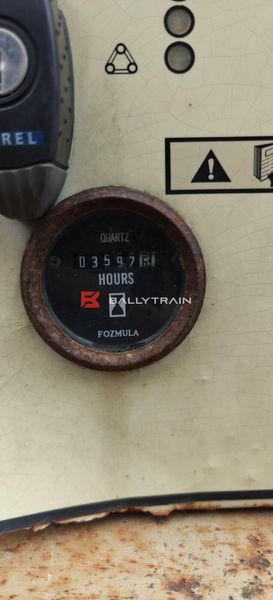 REL
QUARTZ
03597
HOURS
BALLYTRAIN
FOZMULA